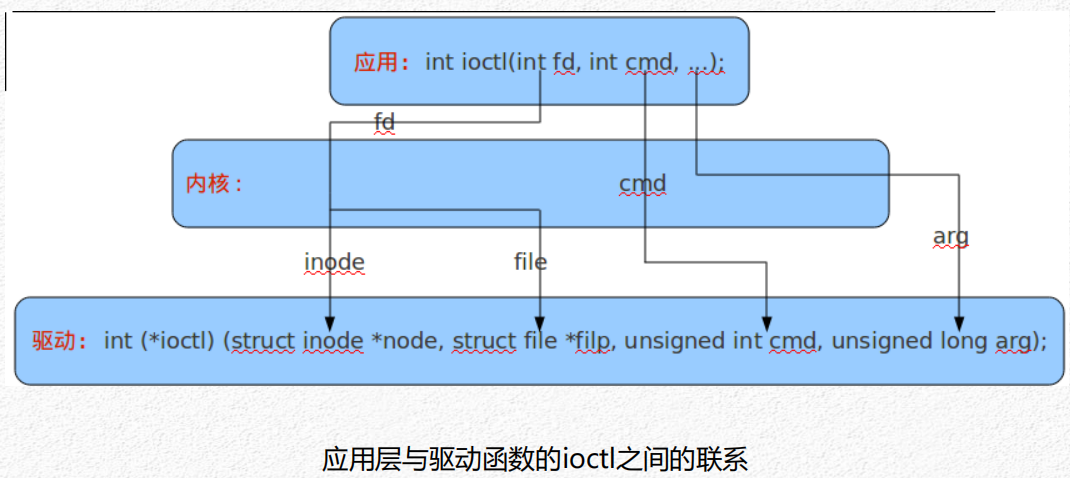 应用：int ioctl(int fd, int cmd, ...);
fd
内核：
cmd
arg
inode
file
驱动：int (*ioctl) (struct inode *node, struct file *filp, unsigned int cmd, unsigned long arg);
应用层与驱动函数的ioctl之间的联系